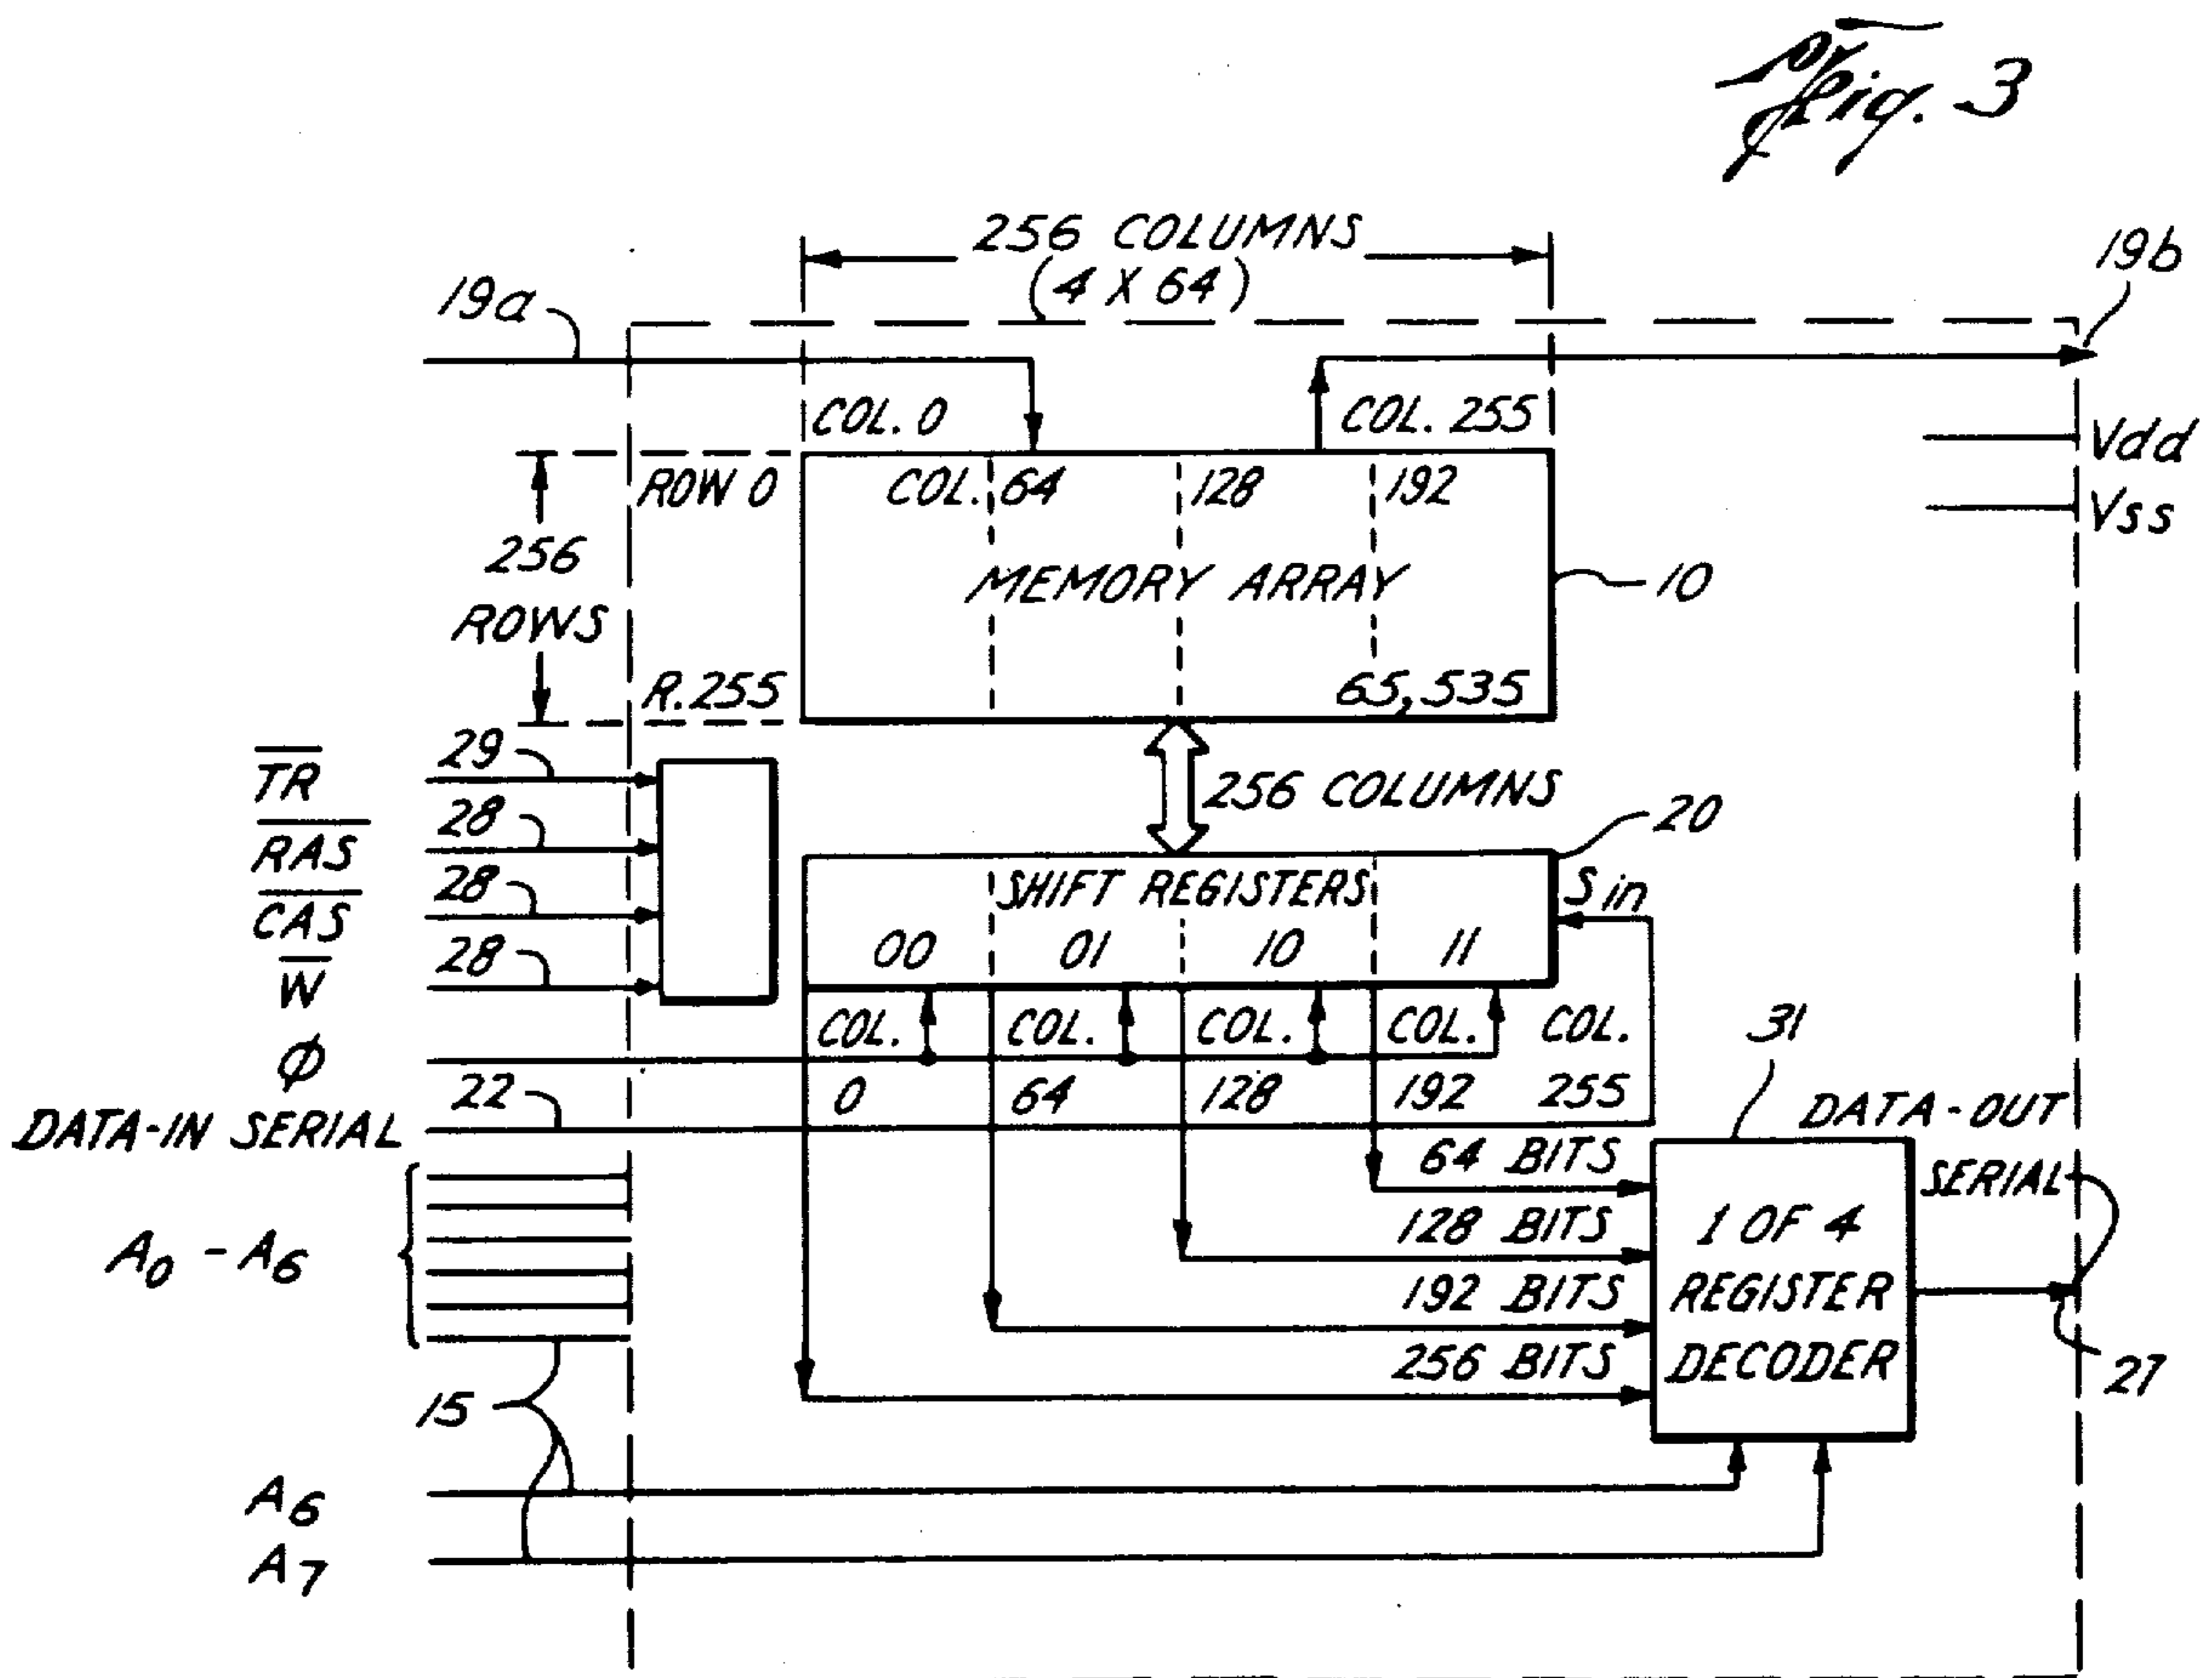 Fig. 3
256 COLUMNS
(4 X 64)
19a
19b
COL. 0
COL. 255
Vdd
Vss
ROW 0
COL. 64
128
192
256
ROWS
MEMORY ARRAY
10
R. 255
65,535
TR
29
256 COLUMNS
RAS
28
20
CAS
28
SHIFT REGISTERS
S in
W
28
00
01
10
11
φ
COL.
COL.
COL.
COL.
COL.
31
0
64
128
192
255
DATA-IN SERIAL
22
DATA-OUT
SERIAL
64 BITS
128 BITS
192 BITS
256 BITS
1 OF 4
REGISTER
DECODER
27
A0 - A6
15
A6
A7